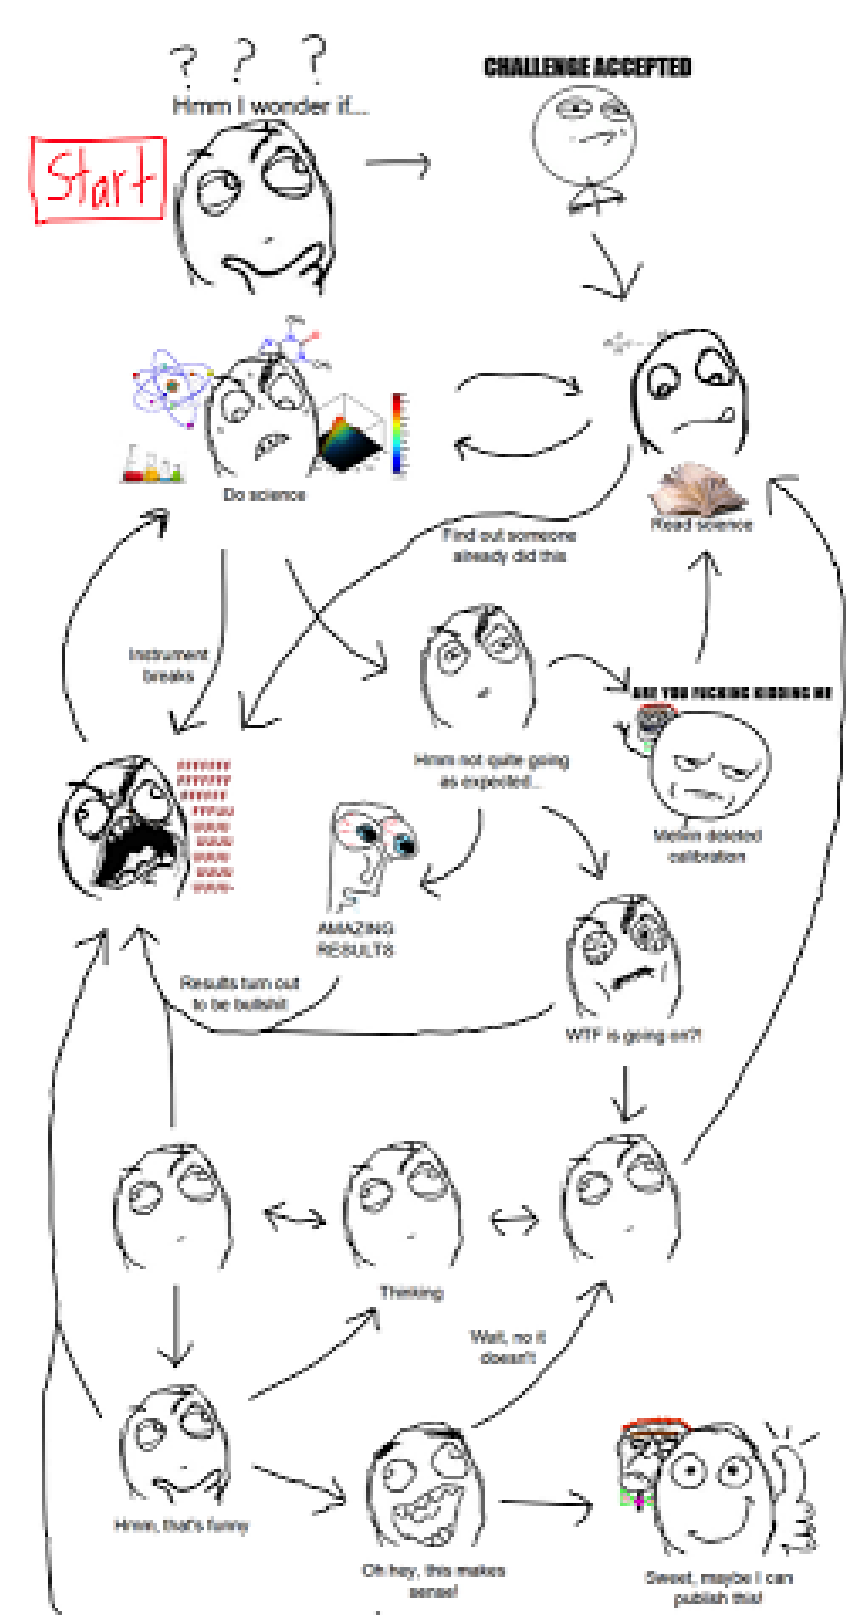 ? ? ?
Hmm I wonder if...
CHALLENGE ACCEPTED
Start
Do science
Read science
Find out someone
already did this
Instrument
breaks
ARE YOU FUCKING KIDDING ME
Hmm not quite going
as expected...
FFFFFFF
FFFFFFF
FFFFFF
deleted
calibration
AMAZING
RESULTS
Results turn out
to be bullshit
WTF is going on?!
Thinking
Wait, no it
doesn't
Hmm, that's funny
Oh hey, this makes
sense!
Sweet, maybe I can
publish this!